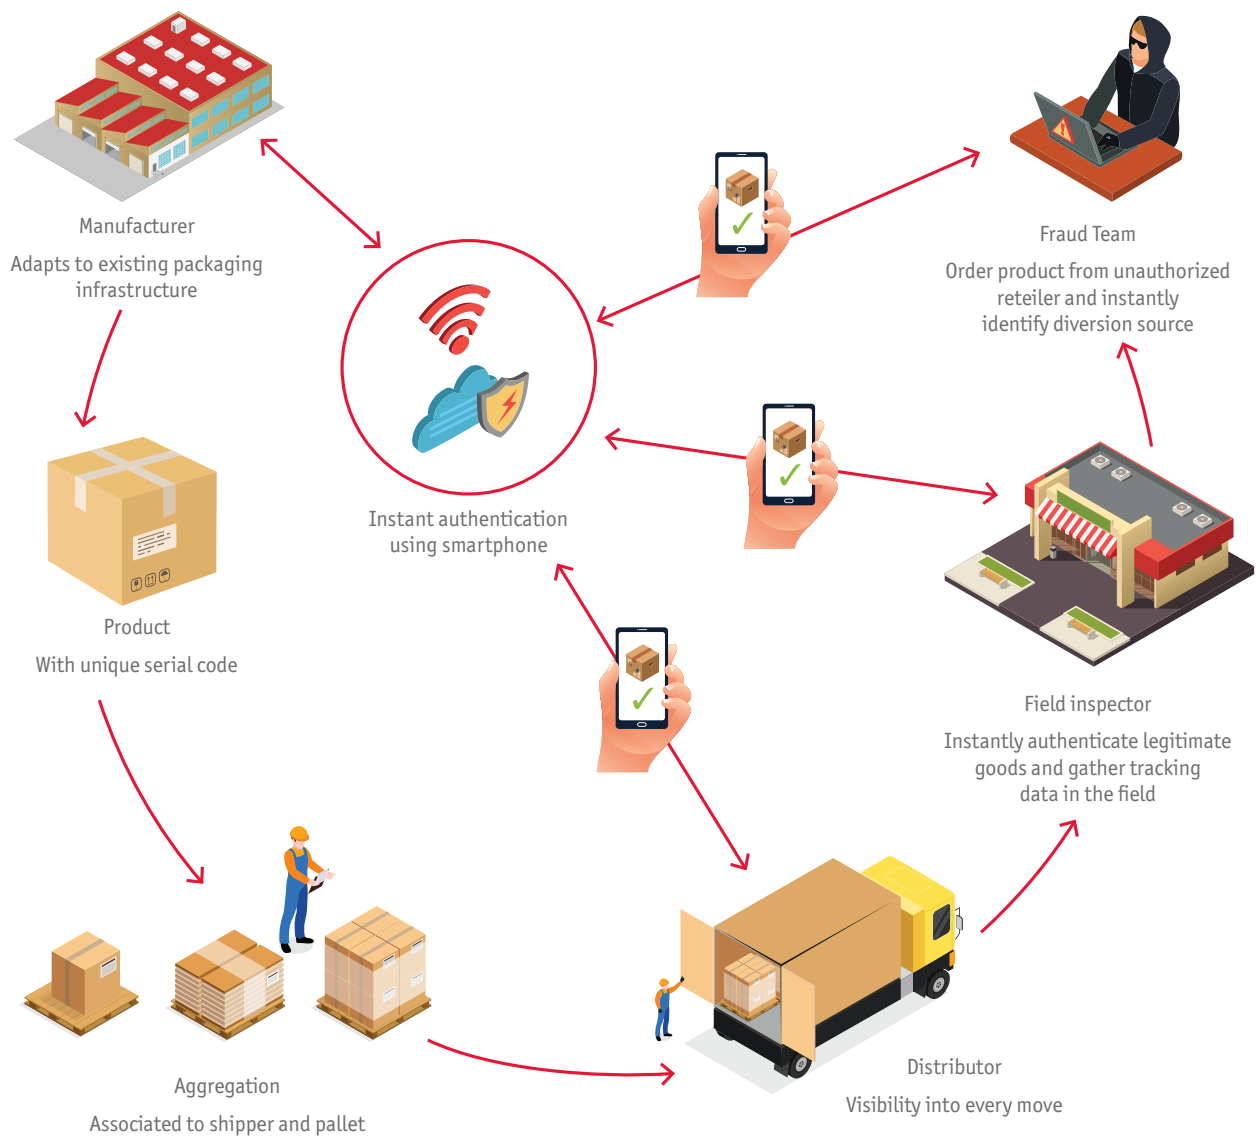 Manufacturer
Adapts to existing packaging
infrastructure
Fraud Team
Order product from unauthorized
reteiler and instantly
identify diversion source
Instant authentication
using smartphone
Product
With unique serial code
Field inspector
Instantly authenticate legitimate
goods and gather tracking
data in the field
Aggregation
Associated to shipper and pallet
Distributor
Visibility into every move